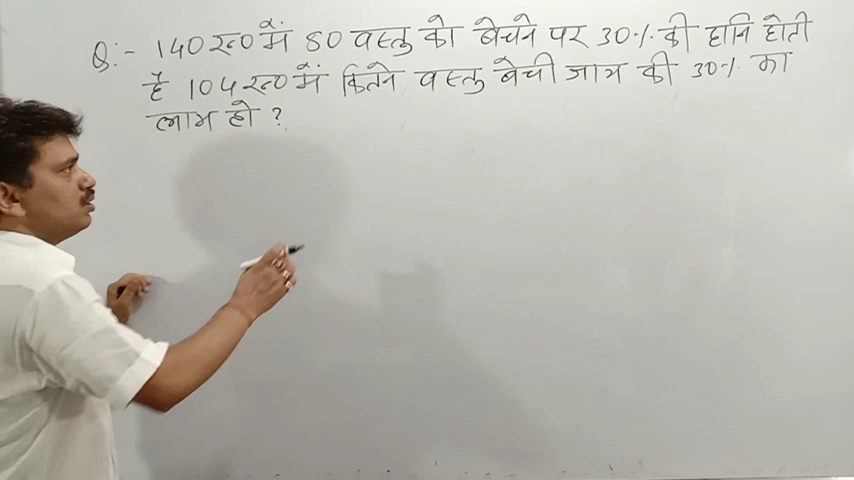 Q:- 140 रु० में 80 वस्तु को बेचने पर 30% की हानि होती
है 104 रु० में कितने वस्तु बेची जाय की 30% का
लाभ हो ?